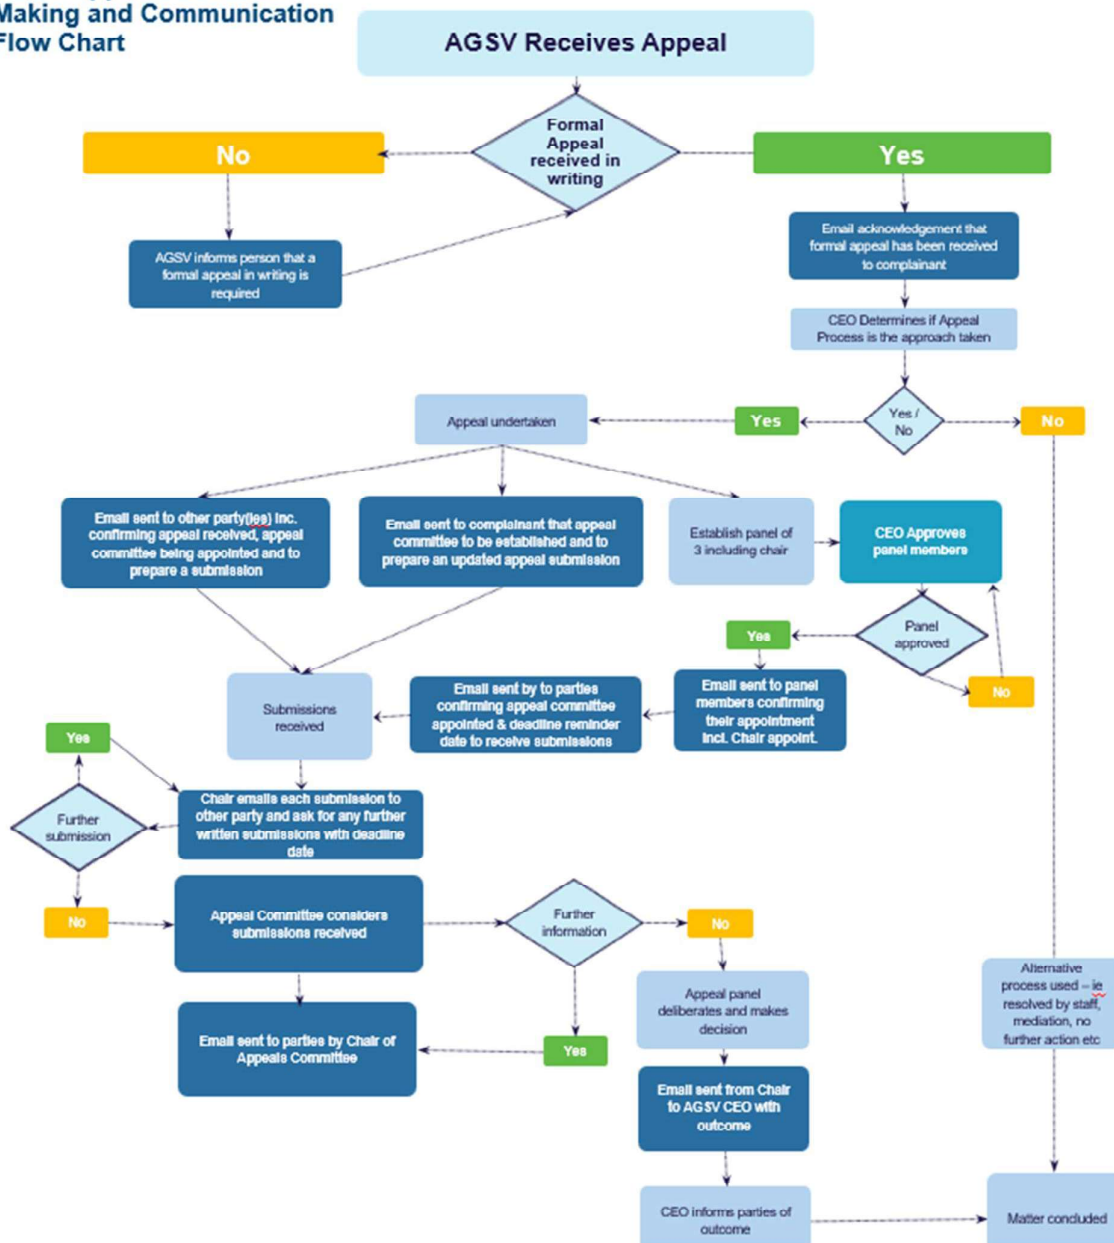 Making and Communication
Flow Chart
AGSV Receives Appeal
Formal
Appeal
received in
writing
No
Yes
AGSV informs person that a
formal appeal in writing is
required
Email acknowledgement that
formal appeal has been received
to complainant
CEO Determines if Appeal
Process is the approach taken
Yes /
No
Yes
No
Appeal undertaken
Email sent to other party(ies) inc.
confirming appeal received, appeal
committee being appointed and to
prepare a submission
Email sent to complainant that appeal
committee to be established and to
prepare an updated appeal submission
Establish panel of
3 including chair
CEO Approves
panel members
Panel
approved
Yes
No
Email sent to panel
members confirming
their appointment
incl. Chair appoint.
Email sent by to parties
confirming appeal committee
appointed & deadline reminder
date to receive submissions
Submissions
received
Yes
Further
submission
Chair emails each submission to
other party and ask for any further
written submissions with deadline
date
No
Appeal Committee considers
submissions received
Further
information
No
Yes
Email sent to parties by Chair of
Appeals Committee
Appeal panel
deliberates and makes
decision
Email sent from Chair
to AGSV CEO with
outcome
CEO informs parties of
outcome
Alternative
process used – ie
resolved by staff,
mediation, no
further action etc
Matter concluded